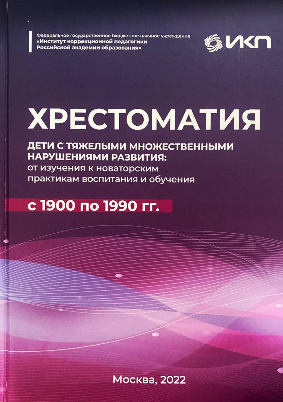 Федеральное государственное бюджетное научное учреждение
«Институт коррекционной педагогики
Российской академии образования»
ИКП
ХРЕСТОМАТИЯ
ДЕТИ С ТЯЖЕЛЫМИ МНОЖЕСТВЕННЫМИ
НАРУШЕНИЯМИ РАЗВИТИЯ:
от изучения к новаторским
практикам воспитания и обучения
с 1900 по 1990 гг.
Москва, 2022